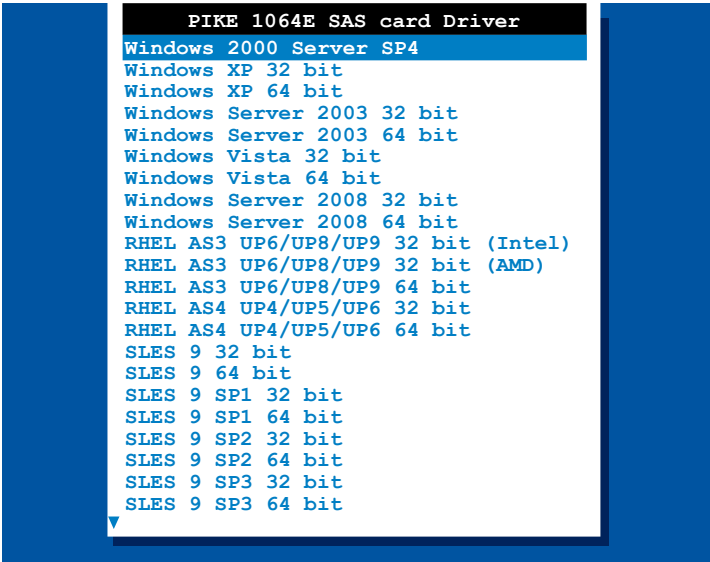 PIKE 1064E SAS card Driver
Windows 2000 Server SP4
Windows XP 32 bit
Windows XP 64 bit
Windows Server 2003 32 bit
Windows Server 2003 64 bit
Windows Vista 32 bit
Windows Vista 64 bit
Windows Server 2008 32 bit
Windows Server 2008 64 bit
RHEL AS3 UP6/UP8/UP9 32 bit (Intel)
RHEL AS3 UP6/UP8/UP9 32 bit (AMD)
RHEL AS3 UP6/UP8/UP9 64 bit
RHEL AS4 UP4/UP5/UP6 32 bit
RHEL AS4 UP4/UP5/UP6 64 bit
SLES 9 32 bit
SLES 9 64 bit
SLES 9 SP1 32 bit
SLES 9 SP1 64 bit
SLES 9 SP2 32 bit
SLES 9 SP2 64 bit
SLES 9 SP3 32 bit
SLES 9 SP3 64 bit